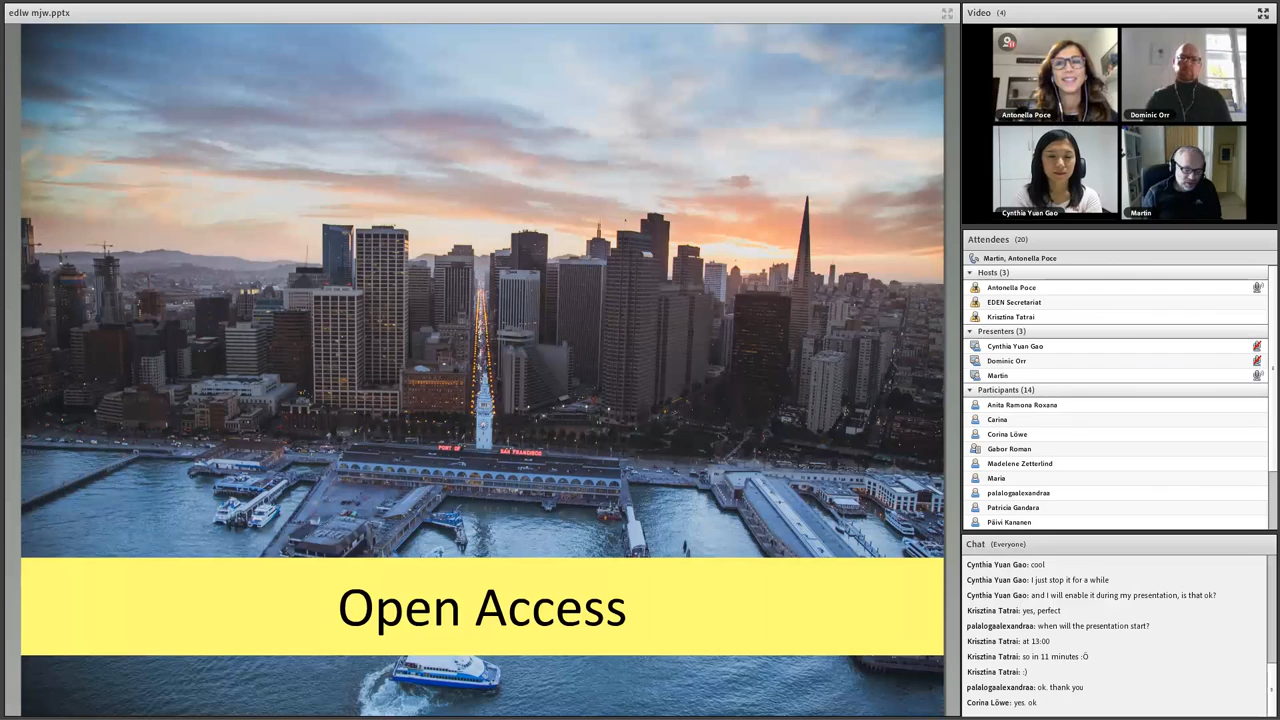 edlw mjw.pptx
PORT OF SAN FRANCISCO
Open Access
Video (4)
Antonella Poce
Dominic Orr
Cynthia Yuan Gao
Martin
Attendees (20)
Martin, Antonella Poce
Hosts (3)
Antonella Poce
EDEN Secretariat
Krisztina Tatrai
Presenters (3)
Cynthia Yuan Gao
Dominic Orr
Martin
Participants (14)
Anita Ramona Roxana
Carina
Corina Löwe
Gabor Roman
Madelene Zetterlind
Maria
palalogaalexandraa
Patricia Gandara
Päivi Kananen
Chat (Everyone)
Cynthia Yuan Gao: cool
Cynthia Yuan Gao: I just stop it for a while
Cynthia Yuan Gao: and I will enable it during my presentation, is that ok?
Krisztina Tatrai: yes, perfect
palalogaalexandraa: when will the presentation start?
Krisztina Tatrai: at 13:00
Krisztina Tatrai: so in 11 minutes :Ö
Krisztina Tatrai: :)
palalogaalexandraa: ok. thank you
Corina Löwe: yes. ok